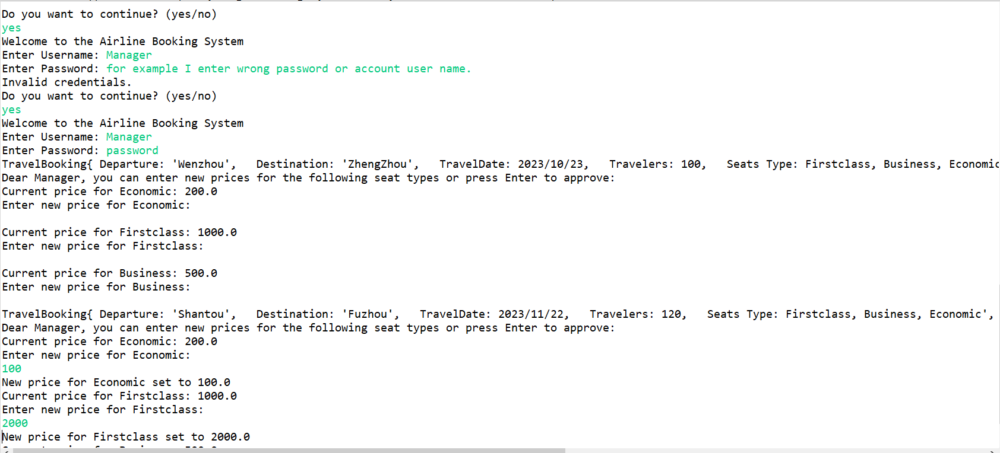 Do you want to continue? (yes/no)
yes
Welcome to the Airline Booking System
Enter Username: Manager
Enter Password: for example I enter wrong password or account user name.
Invalid credentials.
Do you want to continue? (yes/no)
yes
Welcome to the Airline Booking System
Enter Username: Manager
Enter Password: password
TravelBooking{ Departure: 'Wenzhou',   Destination: 'ZhengZhou',   TravelDate: 2023/10/23,   Travelers: 100,   Seats Type: Firstclass, Business, Economic
Dear Manager, you can enter new prices for the following seat types or press Enter to approve:
Current price for Economic: 200.0
Enter new price for Economic:
Current price for Firstclass: 1000.0
Enter new price for Firstclass:
Current price for Business: 500.0
Enter new price for Business:
TravelBooking{ Departure: 'Shantou',   Destination: 'Fuzhou',   TravelDate: 2023/11/22,   Travelers: 120,   Seats Type: Firstclass, Business, Economic',
Dear Manager, you can enter new prices for the following seat types or press Enter to approve:
Current price for Economic: 200.0
Enter new price for Economic:
100
New price for Economic set to 100.0
Current price for Firstclass: 1000.0
Enter new price for Firstclass:
2000
New price for Firstclass set to 2000.0